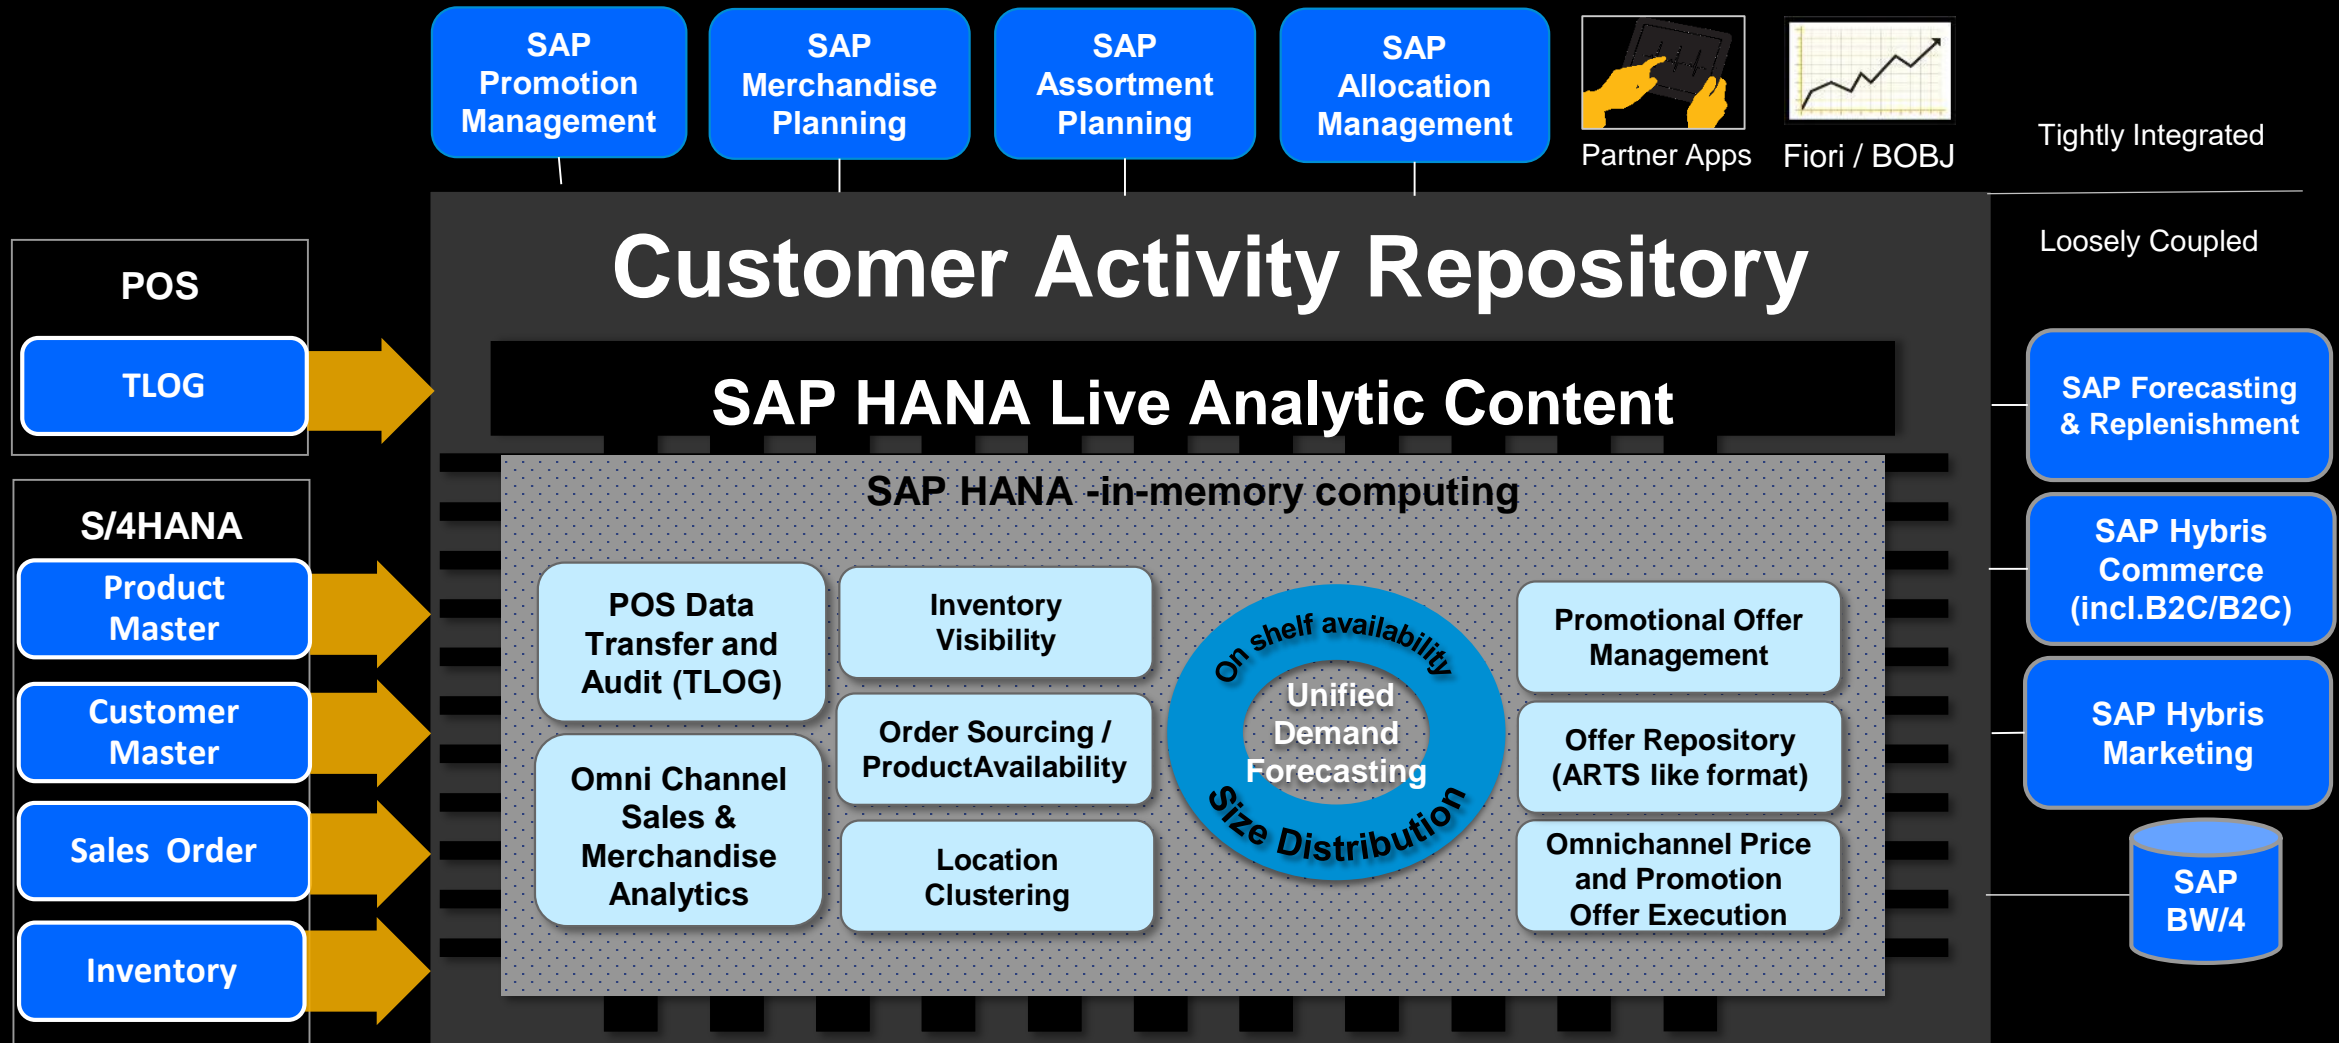 SAP
Promotion
Management
SAP
Merchandise
Planning
SAP
Assortment
Planning
SAP
Allocation
Management
Partner Apps
Fiori / BOBJ
Tightly Integrated
Loosely Coupled
Customer Activity Repository
SAP HANA Live Analytic Content
SAP HANA -in-memory computing
POS
TLOG
S/4HANA
Product
Master
Customer
Master
Sales Order
Inventory
POS Data
Transfer and
Audit (TLOG)
Omni Channel
Sales &
Merchandise
Analytics
Inventory
Visibility
Order Sourcing /
ProductAvailability
Location
Clustering
On shelf availability
Unified
Demand
Forecasting
Size Distribution
Promotional Offer
Management
Offer Repository
(ARTS like format)
Omnichannel Price
and Promotion
Offer Execution
SAP Forecasting
& Replenishment
SAP Hybris
Commerce
(incl.B2C/B2C)
SAP Hybris
Marketing
SAP
BW/4